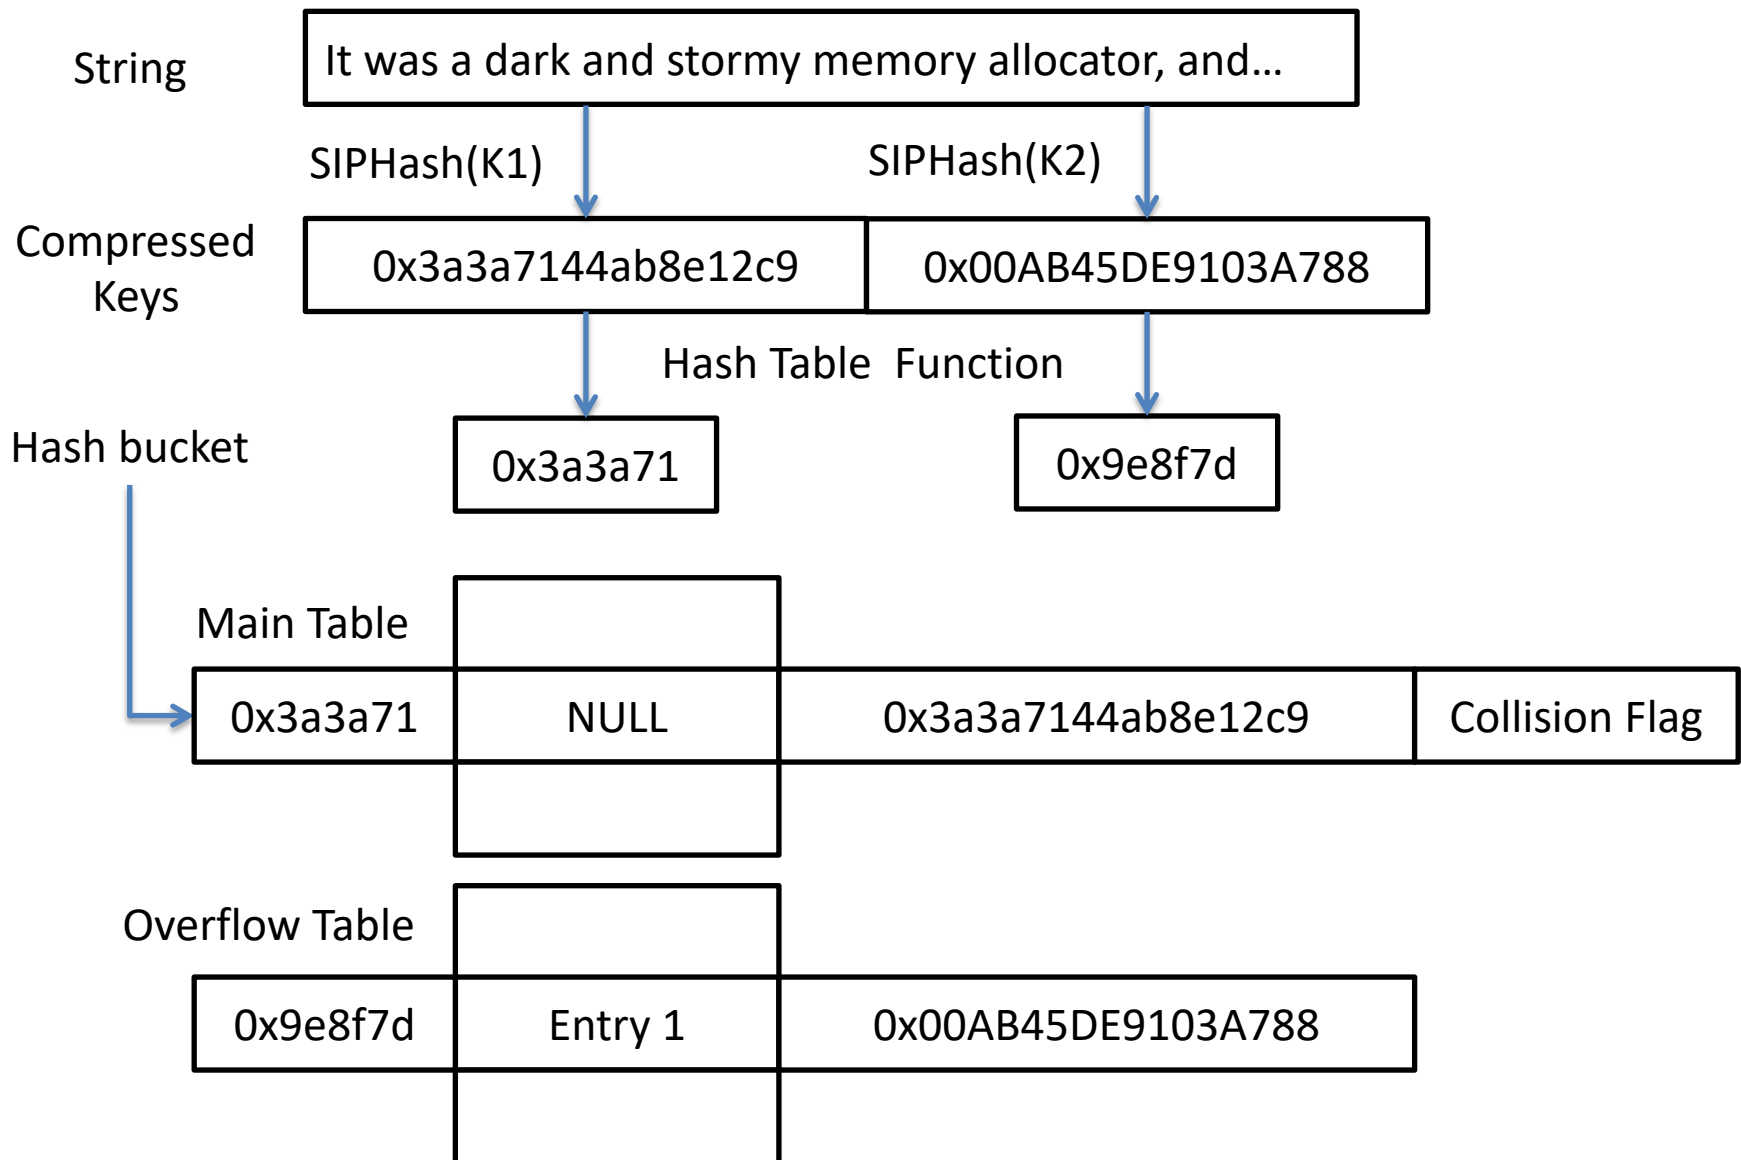 String
It was a dark and stormy memory allocator, and…
SIPHash(K1)
SIPHash(K2)
Compressed
Keys
0x3a3a7144ab8e12c9
0x00AB45DE9103A788
Hash Table  Function
Hash bucket
0x3a3a71
0x9e8f7d
Main Table
0x3a3a71
NULL
0x3a3a7144ab8e12c9
Collision Flag
Overflow Table
0x9e8f7d
Entry 1
0x00AB45DE9103A788